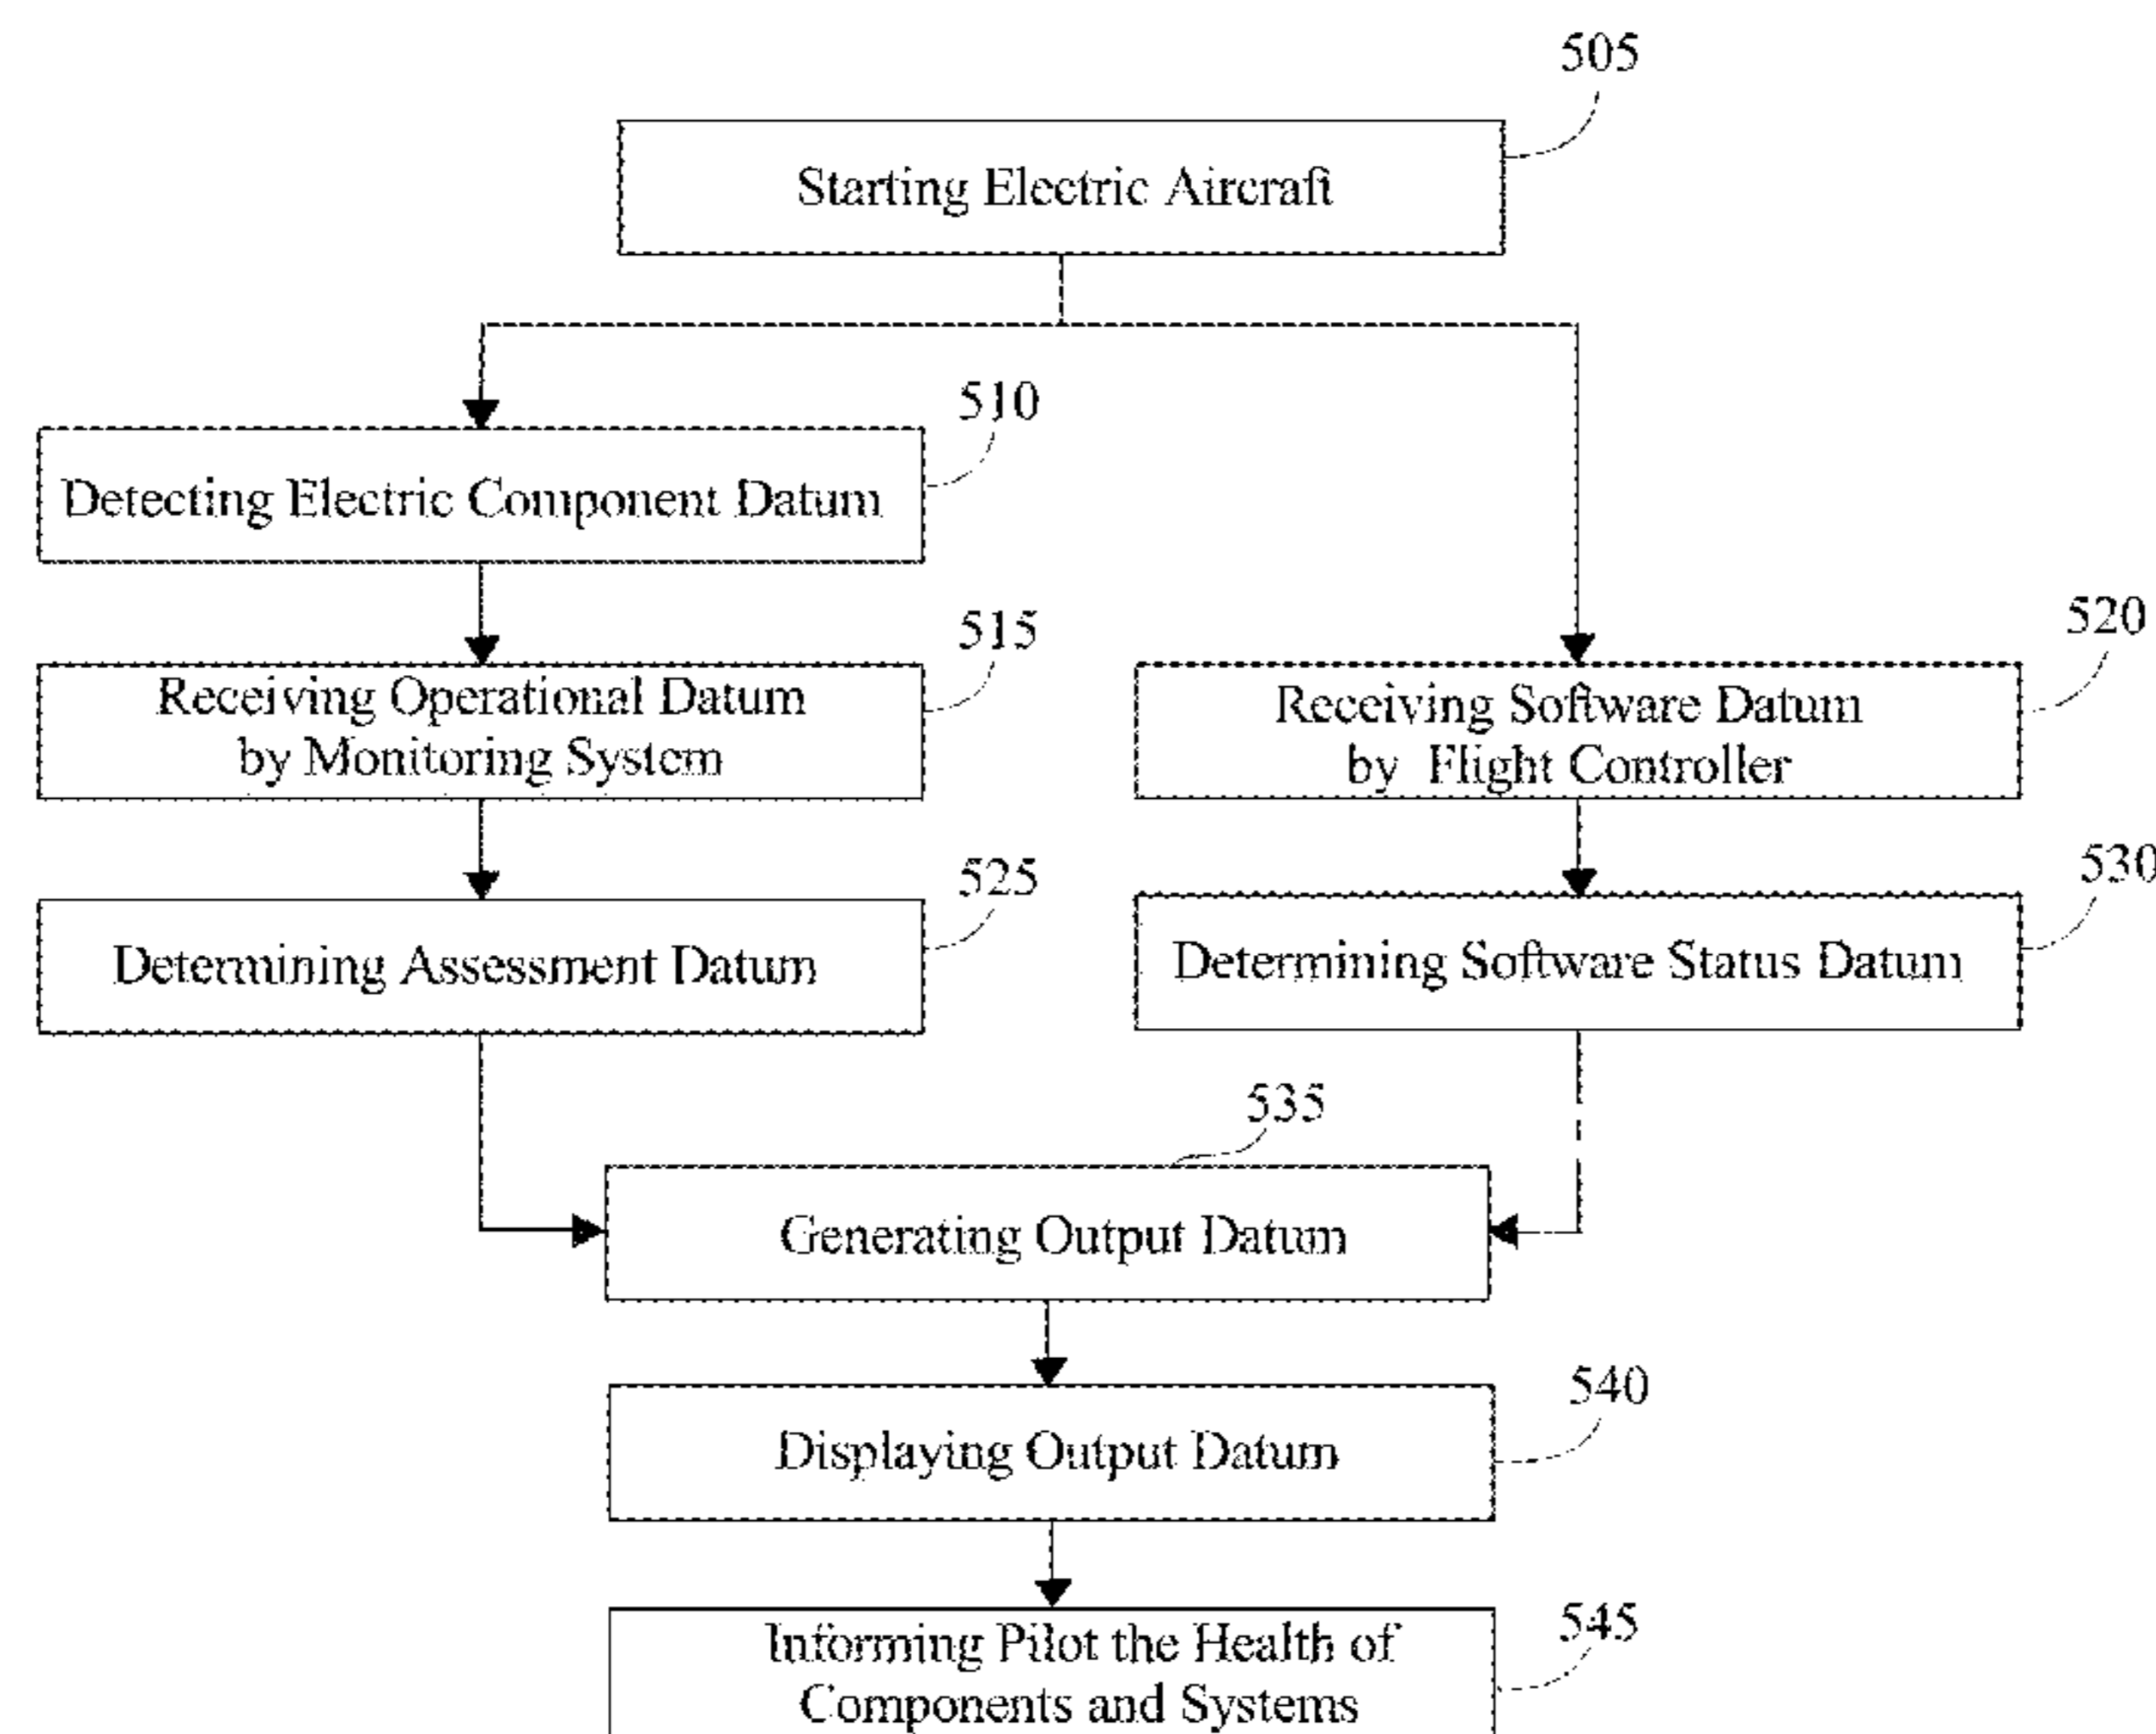 505
Starting Electric Aircraft
510
Detecting Electric Component Datum
515
Receiving Operational Datum
by Monitoring System
520
Receiving Software Datum
by Flight Controller
525
Determining Assessment Datum
530
Determining Software Status Datum
535
Generating Output Datum
540
Displaying Output Datum
545
Informing Pilot the Health of
Components and Systems